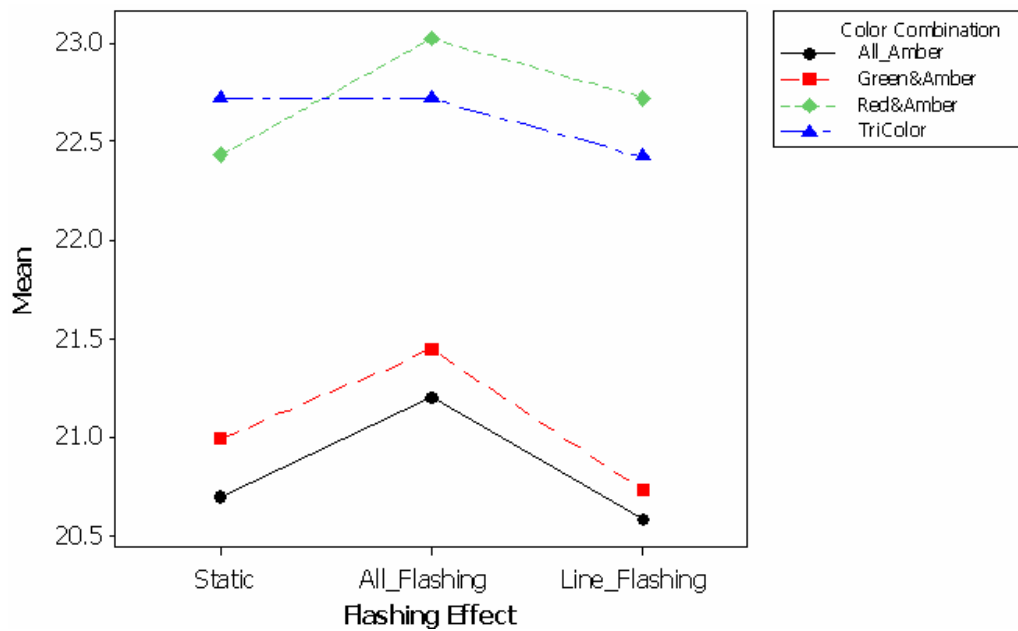 Color Combination
All_Amber
Green&Amber
Red&Amber
TriColor
23.0
22.5
22.0
21.5
21.0
20.5
Mean
Static
All_Flashing
Line_Flashing
Flashing Effect